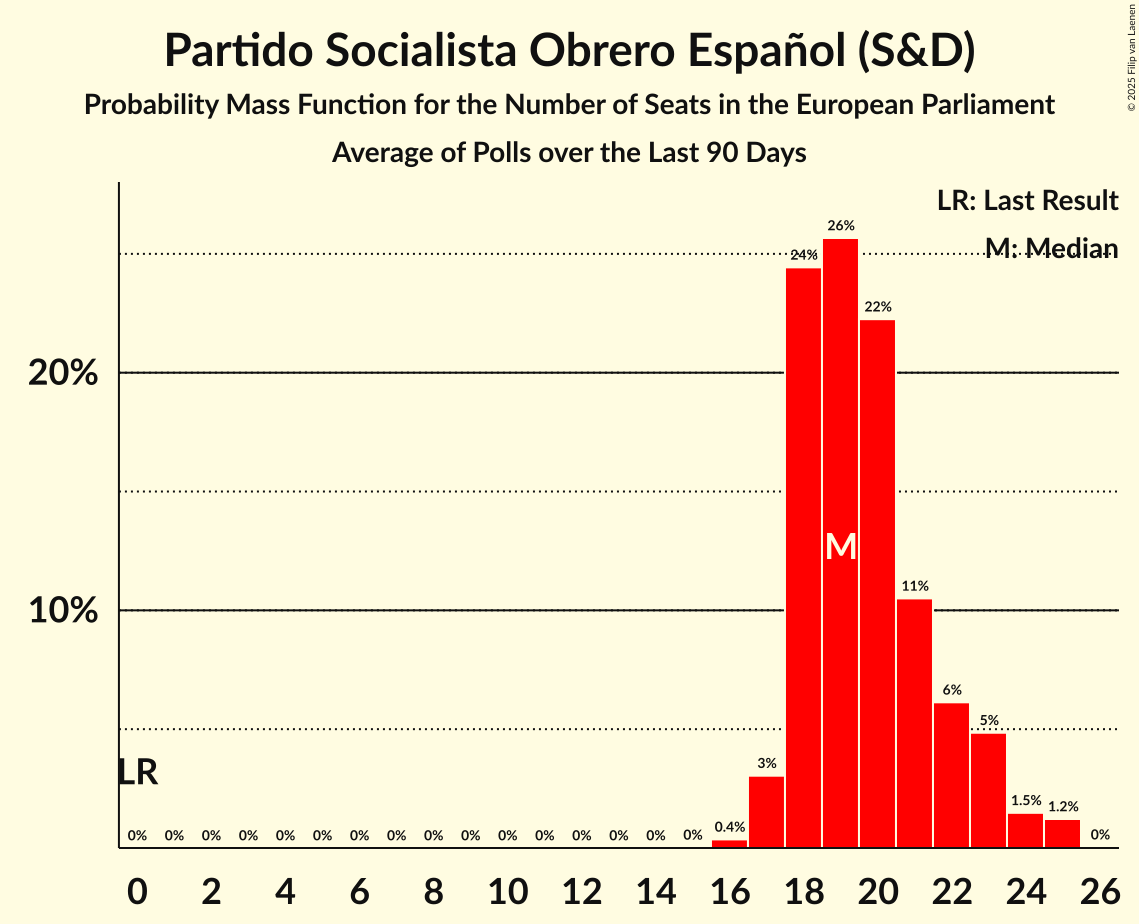 Partido Socialista Obrero Español (S&D)
Probability Mass Function for the Number of Seats in the European Parliament
Average of Polls over the Last 90 Days
© 2025 Filip van Laenen
LR: Last Result
M: Median
26%
24%
22%
20%
M
11%
10%
6%
5%
LR
3%
1.5%
1.2%
0.4%
0% 0% 0% 0% 0% 0% 0% 0% 0% 0% 0% 0% 0% 0% 0% 0% 0%
0 2 4 6 8 10 12 14 16 18 20 22 24 26